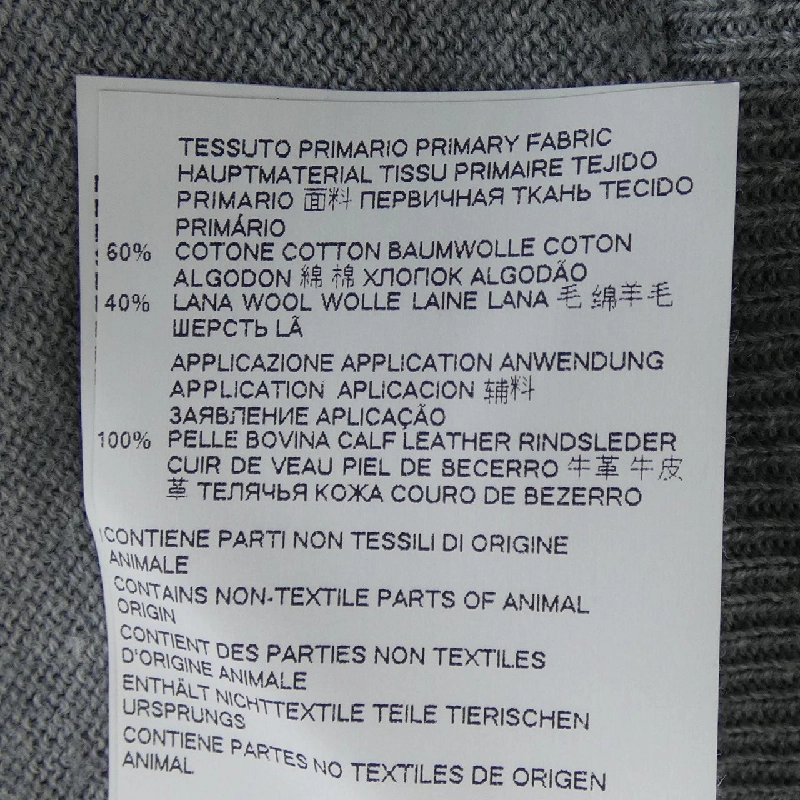 TESSUTO PRIMARIO PRIMARY FABRIC
HAUPTMATERIAL TISSU PRIMAIRE TEJIDO
PRIMARIO 面料 ПЕРВИЧНАЯ ТКАНЬ TECIDO
PRIMÁRIO
60% COTONE COTTON BAUMWOLLE COTON
ALGODON 綿 棉 ХЛОПОК ALGODÃO
40% LANA WOOL WOLLE LAINE LANA 毛 绵羊毛
ШЕРСТЬ LÃ
APPLICAZIONE APPLICATION ANWENDUNG
APPLICATION APLICACION 辅料
ЗАЯВЛЕНИЕ APLICAÇÃO
100% PELLE BOVINA CALF LEATHER RINDSLEDER
CUIR DE VEAU PIEL DE BECERRO 牛革 牛皮
革 ТЕЛЯЧЬЯ КОЖА COURO DE BEZERRO
CONTIENE PARTI NON TESSILI DI ORIGINE
ANIMALE
CONTAINS NON-TEXTILE PARTS OF ANIMAL
ORIGIN
CONTIENT DES PARTIES NON TEXTILES
D'ORIGINE ANIMALE
ENTHÄLT NICHTTEXTILE TEILE TIERISCHEN
URSPRUNGS
CONTIENE PARTES NO TEXTILES DE ORIGEN
ANIMAL